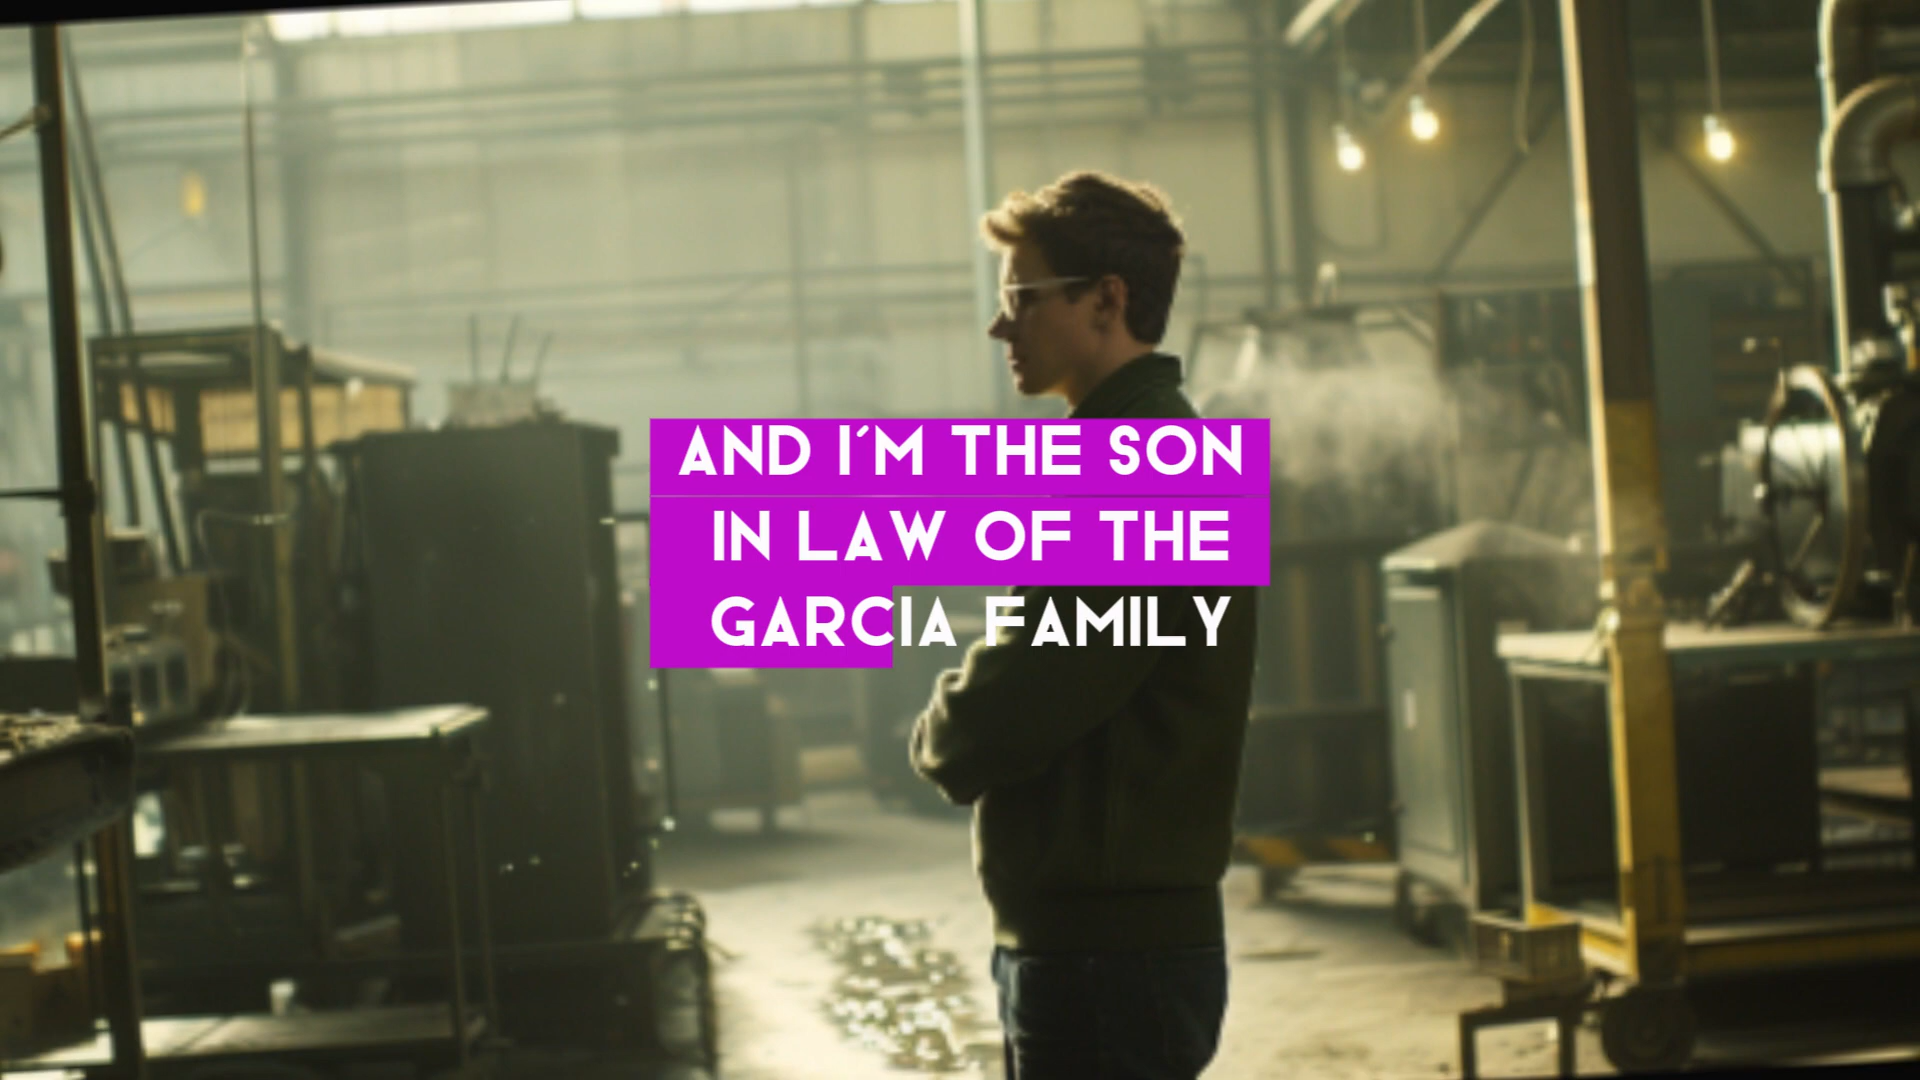 AND I'M THE SON
IN LAW OF THE
GARCIA FAMILY